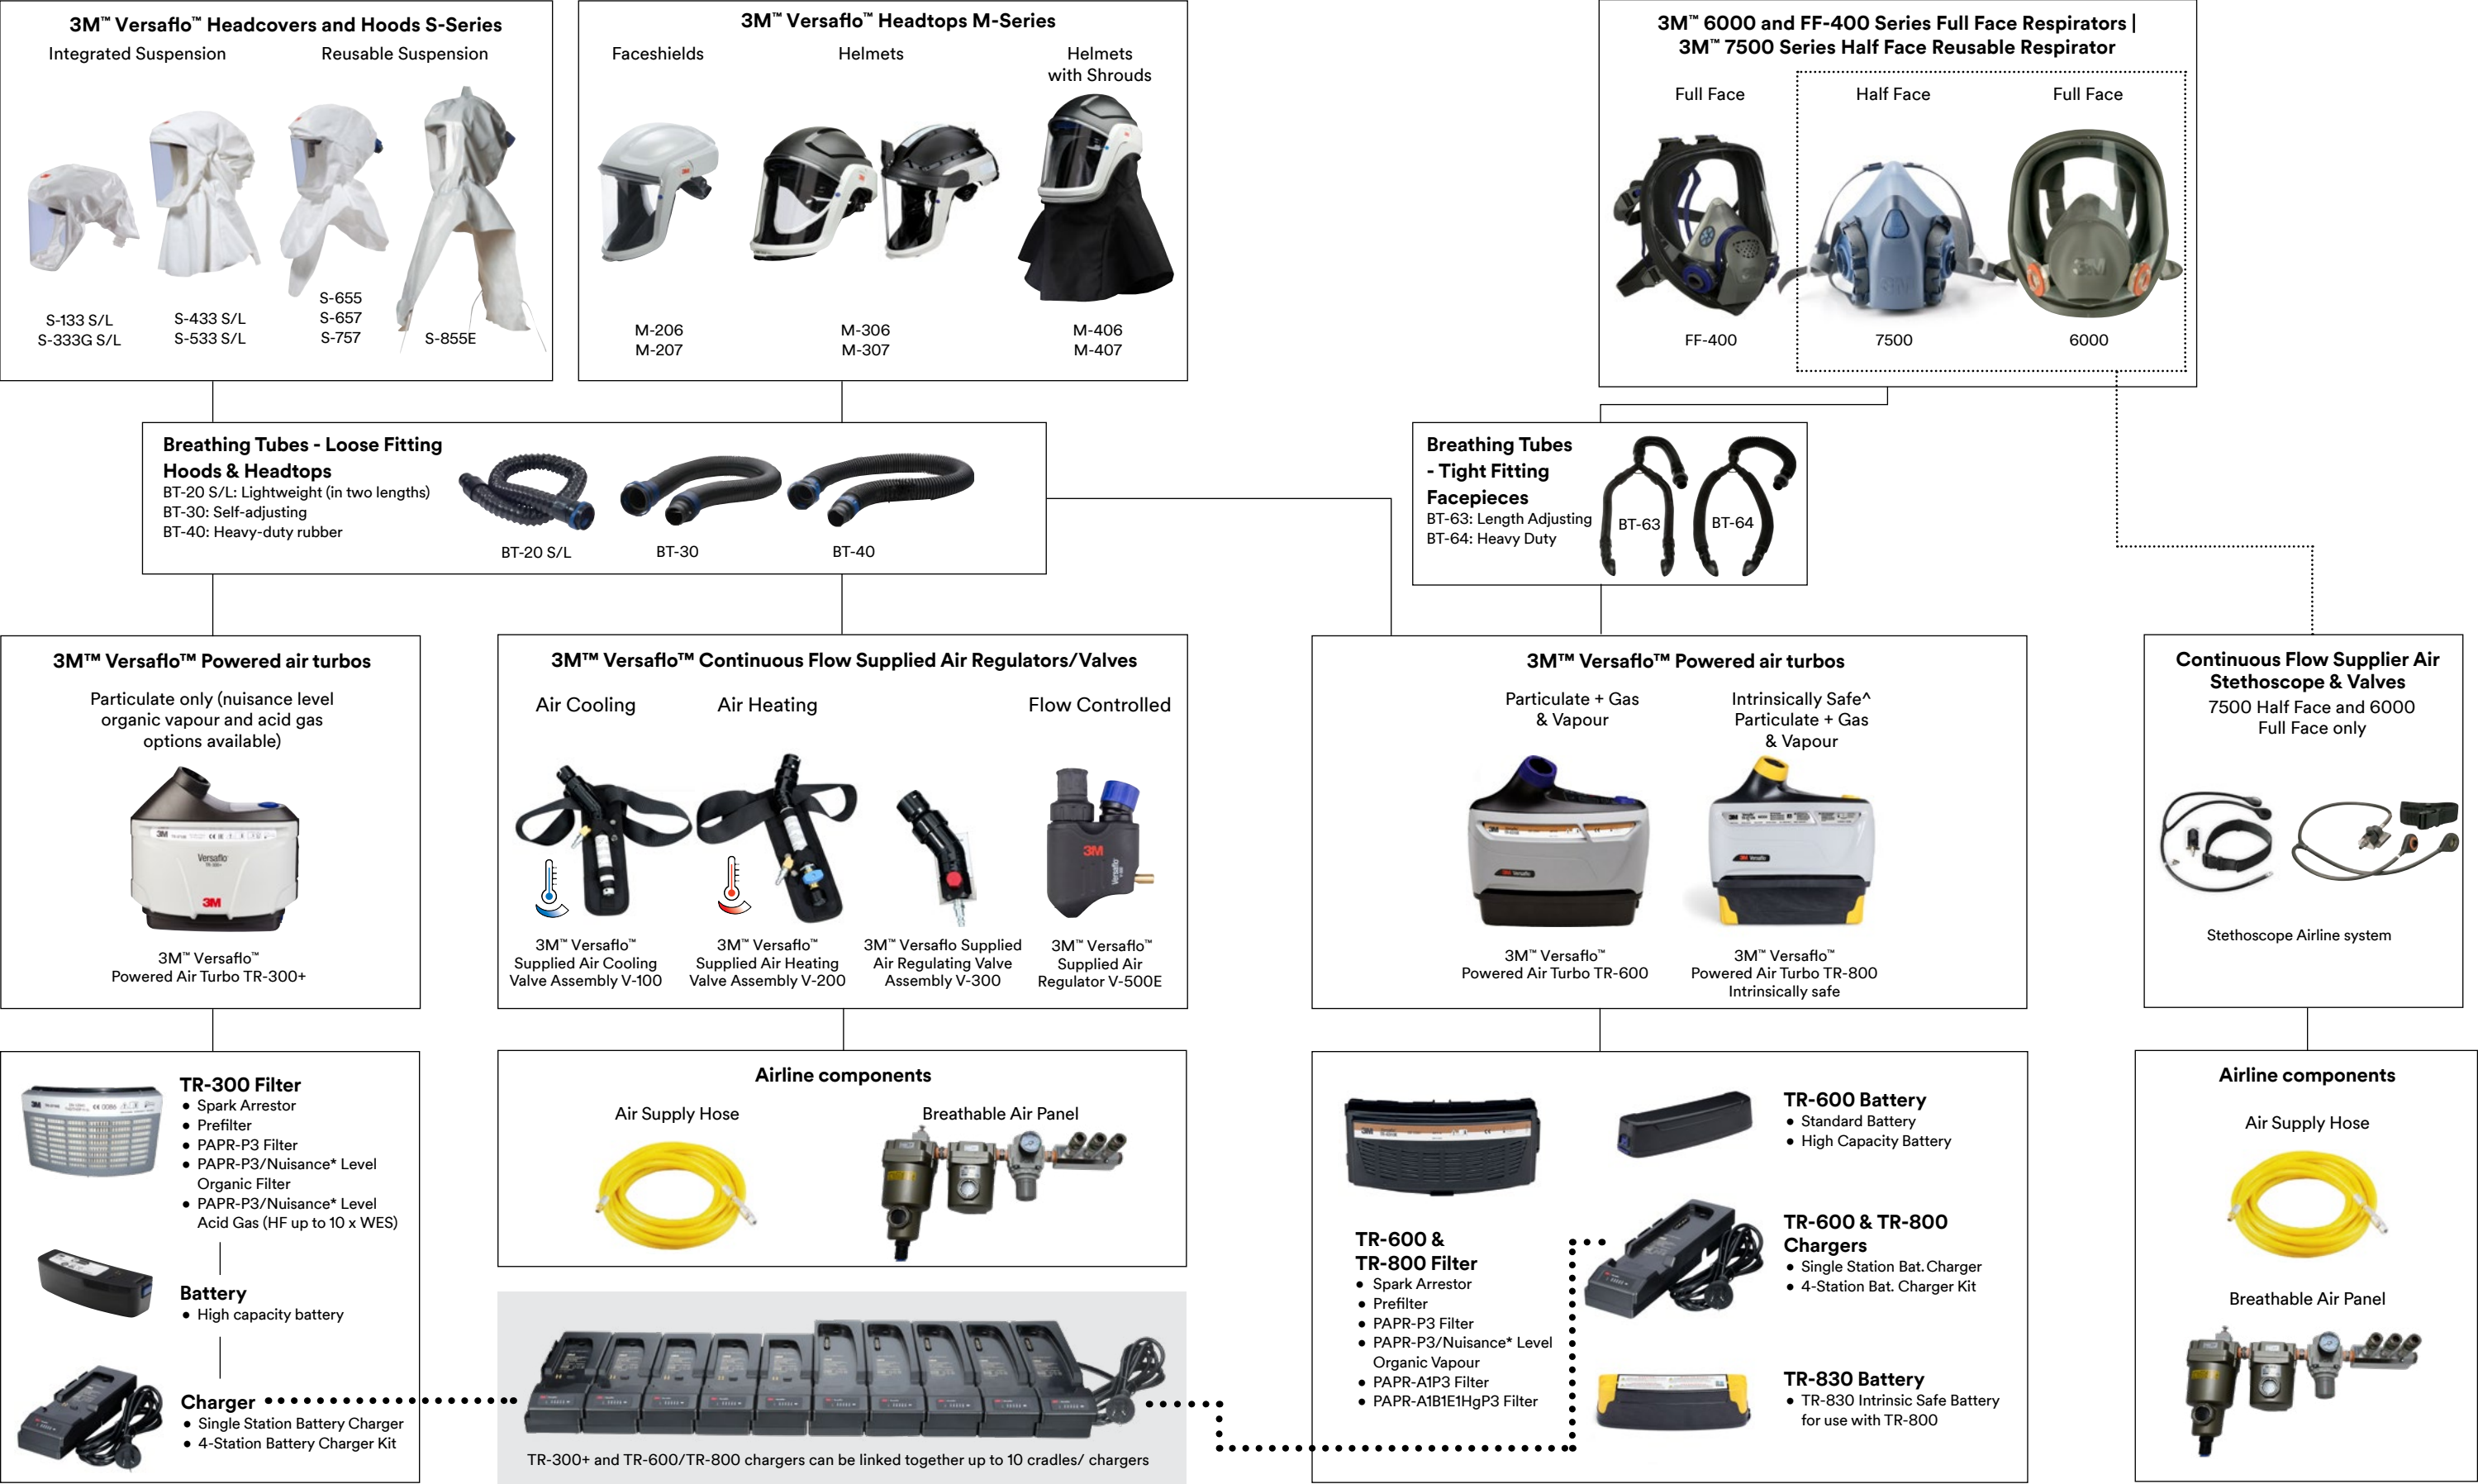 3M™ Versaflo™ Headcovers and Hoods S-Series
Integrated Suspension
Reusable Suspension
S-133 S/L
S-333G S/L
S-433 S/L
S-533 S/L
S-655
S-657
S-757
S-855E
3M™ Versaflo™ Headtops M-Series
Faceshields
Helmets
Helmets
with Shrouds
M-206
M-207
M-306
M-307
M-406
M-407
3M™ 6000 and FF-400 Series Full Face Respirators |
3M™ 7500 Series Half Face Reusable Respirator
Full Face
Half Face
Full Face
3M
3M
FF-400
7500
6000
Breathing Tubes - Loose Fitting
Hoods & Headtops
BT-20 S/L: Lightweight (in two lengths)
BT-30: Self-adjusting
BT-40: Heavy-duty rubber
BT-20 S/L
BT-30
BT-40
Breathing Tubes
- Tight Fitting
Facepieces
BT-63: Length Adjusting
BT-64: Heavy Duty
BT-63
BT-64
3M™ Versaflo™ Powered air turbos
Particulate only (nuisance level
organic vapour and acid gas
options available)
3M
Versaflo
TR-300+
3M
3M™ Versaflo™
Powered Air Turbo TR-300+
3M™ Versaflo™ Continuous Flow Supplied Air Regulators/Valves
Air Cooling
Air Heating
Flow Controlled
3M
Versaflo
3M™ Versaflo™
Supplied Air Cooling
Valve Assembly V-100
3M™ Versaflo™
Supplied Air Heating
Valve Assembly V-200
3M™ Versaflo Supplied
Air Regulating Valve
Assembly V-300
3M™ Versaflo™
Supplied Air
Regulator V-500E
3M™ Versaflo™ Powered air turbos
Particulate + Gas
& Vapour
Intrinsically Safe^
Particulate + Gas
& Vapour
3M Versaflo
3M Versaflo
3M™ Versaflo™
Powered Air Turbo TR-600
3M™ Versaflo™
Powered Air Turbo TR-800
Intrinsically safe
Continuous Flow Supplier Air
Stethoscope & Valves
7500 Half Face and 6000
Full Face only
Stethoscope Airline system
TR-300 Filter
● Spark Arrestor
● Prefilter
● PAPR-P3 Filter
● PAPR-P3/Nuisance* Level
Organic Filter
● PAPR-P3/Nuisance* Level
Acid Gas (HF up to 10 x WES)
Battery
● High capacity battery
Charger
● Single Station Battery Charger
● 4-Station Battery Charger Kit
Airline components
Air Supply Hose
Breathable Air Panel
TR-300+ and TR-600/TR-800 chargers can be linked together up to 10 cradles/ chargers
TR-600 &
TR-800 Filter
● Spark Arrestor
● Prefilter
● PAPR-P3 Filter
● PAPR-P3/Nuisance* Level
Organic Vapour
● PAPR-A1P3 Filter
● PAPR-A1B1E1HgP3 Filter
TR-600 Battery
● Standard Battery
● High Capacity Battery
TR-600 & TR-800
Chargers
● Single Station Bat. Charger
● 4-Station Bat. Charger Kit
TR-830 Battery
● TR-830 Intrinsic Safe Battery
for use with TR-800
Airline components
Air Supply Hose
Breathable Air Panel